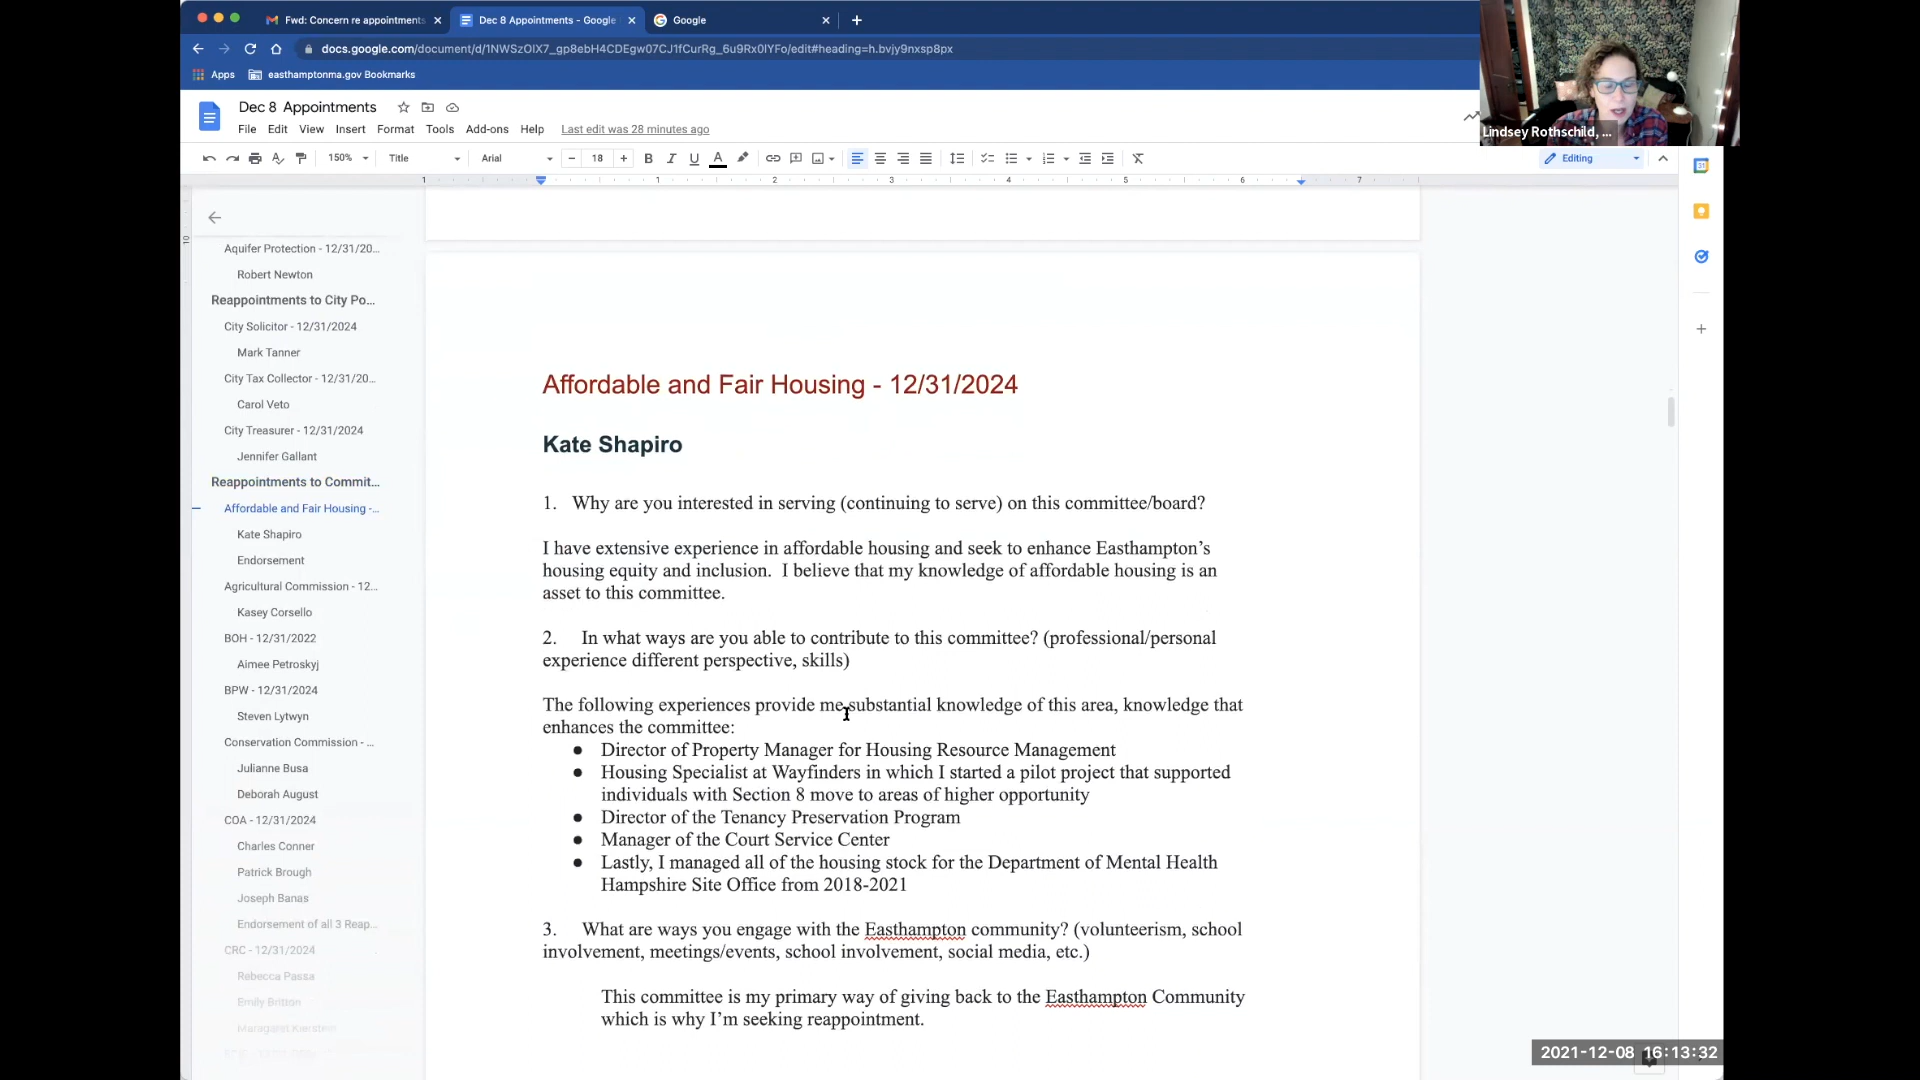 Fwd: Concern re appointments
Dec 8 Appointments - Google
Google
docs.google.com/document/d/1NWSzOIX7_gp8ebH4CDEgw07CJ1fCurRg_6u9Rx0IYFo/edit#heading=h.bvjy9nxsp8px
Apps
easthamptonma.gov Bookmarks
Lindsey Rothschild, ...
Dec 8 Appointments
File Edit View Insert Format Tools Add-ons Help Last edit was 28 minutes ago
150% Title Arial 18 Editing
1 1 2 3 4 5 6 7
Aquifer Protection - 12/31/20...
Robert Newton
Reappointments to City Po...
City Solicitor - 12/31/2024
Mark Tanner
City Tax Collector - 12/31/20...
Carol Veto
City Treasurer - 12/31/2024
Jennifer Gallant
Reappointments to Commit...
Affordable and Fair Housing -...
Kate Shapiro
Endorsement
Agricultural Commission - 12...
Kasey Corsello
BOH - 12/31/2022
Aimee Petroskyj
BPW - 12/31/2024
Steven Lytwyn
Conservation Commission - ...
Julianne Busa
Deborah August
COA - 12/31/2024
Charles Conner
Patrick Brough
Joseph Banas
Endorsement of all 3 Reap...
CRC - 12/31/2024
Rebecca Passa
Emily Britton
Maragaret Kierstein
Affordable and Fair Housing - 12/31/2024
Kate Shapiro
1. Why are you interested in serving (continuing to serve) on this committee/board?
I have extensive experience in affordable housing and seek to enhance Easthampton’s
housing equity and inclusion. I believe that my knowledge of affordable housing is an
asset to this committee.
2. In what ways are you able to contribute to this committee? (professional/personal
experience different perspective, skills)
The following experiences provide me substantial knowledge of this area, knowledge that
enhances the committee:
● Director of Property Manager for Housing Resource Management
● Housing Specialist at Wayfinders in which I started a pilot project that supported
individuals with Section 8 move to areas of higher opportunity
● Director of the Tenancy Preservation Program
● Manager of the Court Service Center
● Lastly, I managed all of the housing stock for the Department of Mental Health
Hampshire Site Office from 2018-2021
3. What are ways you engage with the Easthampton community? (volunteerism, school
involvement, meetings/events, school involvement, social media, etc.)
This committee is my primary way of giving back to the Easthampton Community
which is why I’m seeking reappointment.
2021-12-08 16:13:32